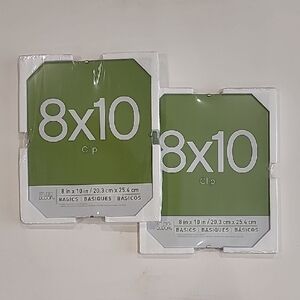 8x10
Clip
8 in x 10 in / 20.3 cm x 25.4 cm
BASICS | BASIQUES | BÁSICOS
8x10
Clip
8 in x 10 in / 20.3 cm x 25.4 cm
BASICS | BASIQUES | BÁSICOS